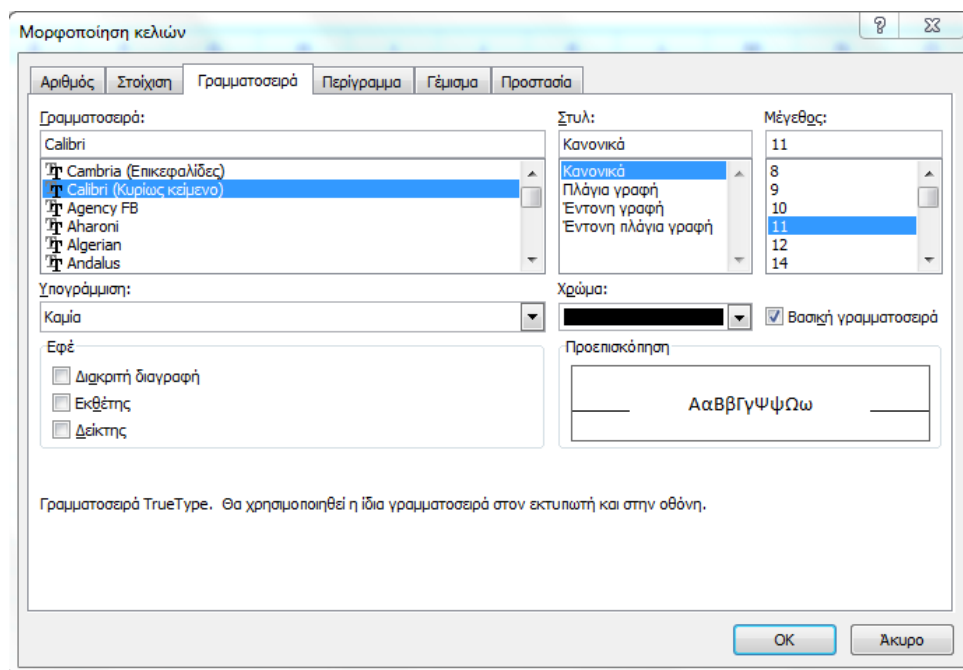 Μορφοποίηση κελιών
Αριθμός Στοίχιση Γραμματοσειρά Περίγραμμα Γέμισμα Προστασία
Γραμματοσειρά: Στυλ: Μέγεθος:
Calibri Κανονικά 11
Cambria (Επικεφαλίδες) Κανονικά 8
Calibri (Κυρίως κείμενο) Πλάγια γραφή 9
Agency FB Έντονη γραφή 10
Aharoni Έντονη πλάγια γραφή 11
Algerian 12
Andalus 14
Υπογράμμιση: Χρώμα:
Καμία Βασική γραμματοσειρά
Εφέ Προεπισκόπηση
Διακριτή διαγραφή
Εκθέτης ΑαΒβΓγΨψΩω
Δείκτης
Γραμματοσειρά TrueType. Θα χρησιμοποιηθεί η ίδια γραμματοσειρά στον εκτυπωτή και στην οθόνη.
OK Άκυρο